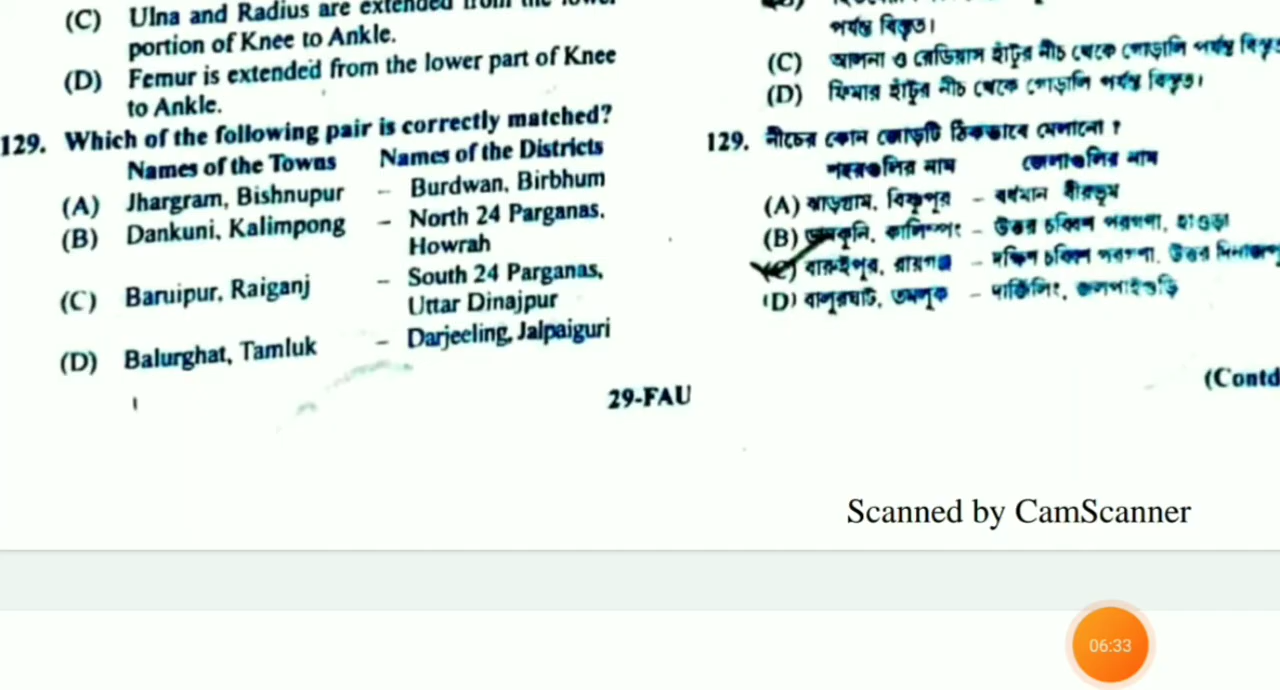 (C) Ulna and Radius are extended from the lower
portion of Knee to Ankle.
(D) Femur is extended from the lower part of Knee
to Ankle.
129. Which of the following pair is correctly matched?
Names of the Towns Names of the Districts
(A) Jhargram, Bishnupur – Burdwan, Birbhum
(B) Dankuni, Kalimpong – North 24 Parganas,
Howrah
(C) Baruipur, Raiganj – South 24 Parganas,
Uttar Dinajpur
(D) Balurghat, Tamluk – Darjeeling, Jalpaiguri
পর্যন্ত বিস্তৃত।
(C) আলনা ও রেডিয়াস হাঁটুর নীচ থেকে গোড়ালি পর্যন্ত
(D) ফিমার হাঁটুর নীচ থেকে গোড়ালি পর্যন্ত বিস্তৃত।
129. নীচের কোন জোড়টি ঠিকভাবে মেলানো ?
শহরগুলির নাম জেলাগুলির নাম
(A) ঝাড়গ্রাম, বিষ্ণুপুর – বর্ধমান বীরভূম
(B) ডানকুনি, কালিম্পং – উত্তর চব্বিশ পরগণা, হাওড়া
(C) বারুইপুর, রায়গঞ্জ – দক্ষিণ চব্বিশ পরগণা, উত্তর
(D) বালুরঘাট, তমলুক – দার্জিলিং, জলপাইগুড়ি
29-FAU
(Contd
Scanned by CamScanner
06:33